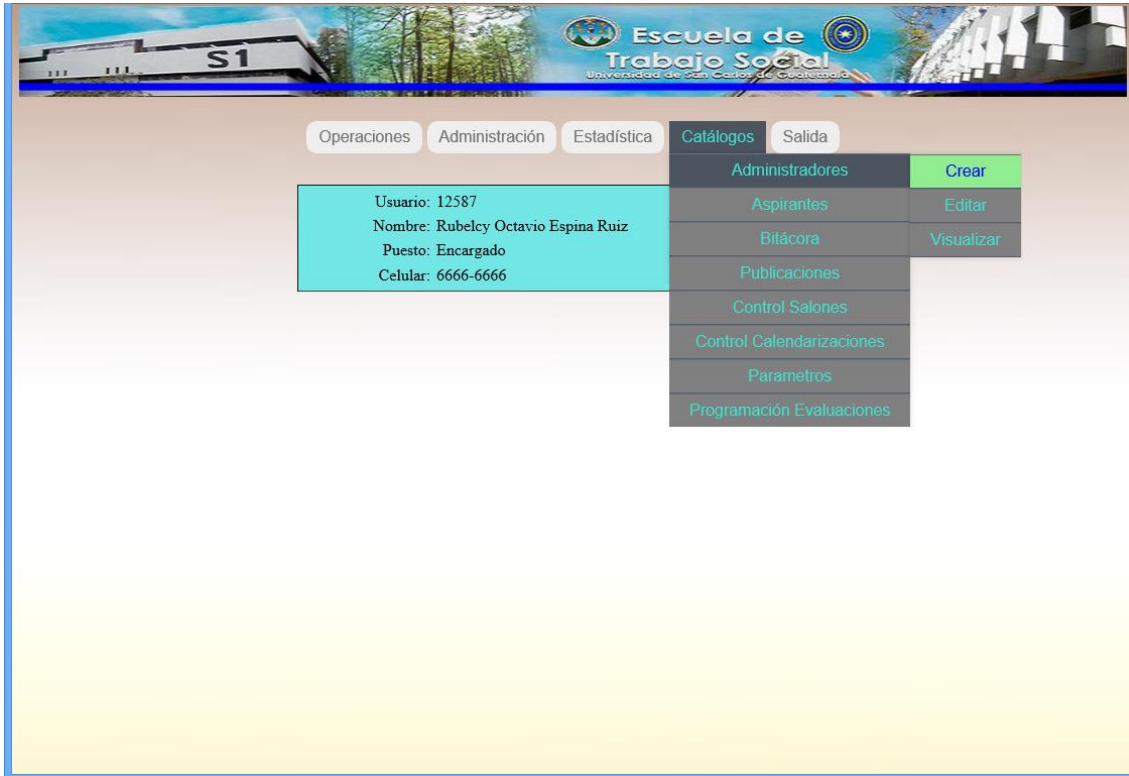 S1
Escuela de
Trabajo Social
Universidad de San Carlos de Guatemala
Operaciones Administración Estadística Catálogos Salida
Administradores Crear
Usuario: 12587
Aspirantes Editar
Nombre: Rubelcy Octavio Espina Ruiz
Bitácora Visualizar
Puesto: Encargado
Celular: 6666-6666
Publicaciones
Control Salones
Control Calendarizaciones
Parametros
Programación Evaluaciones